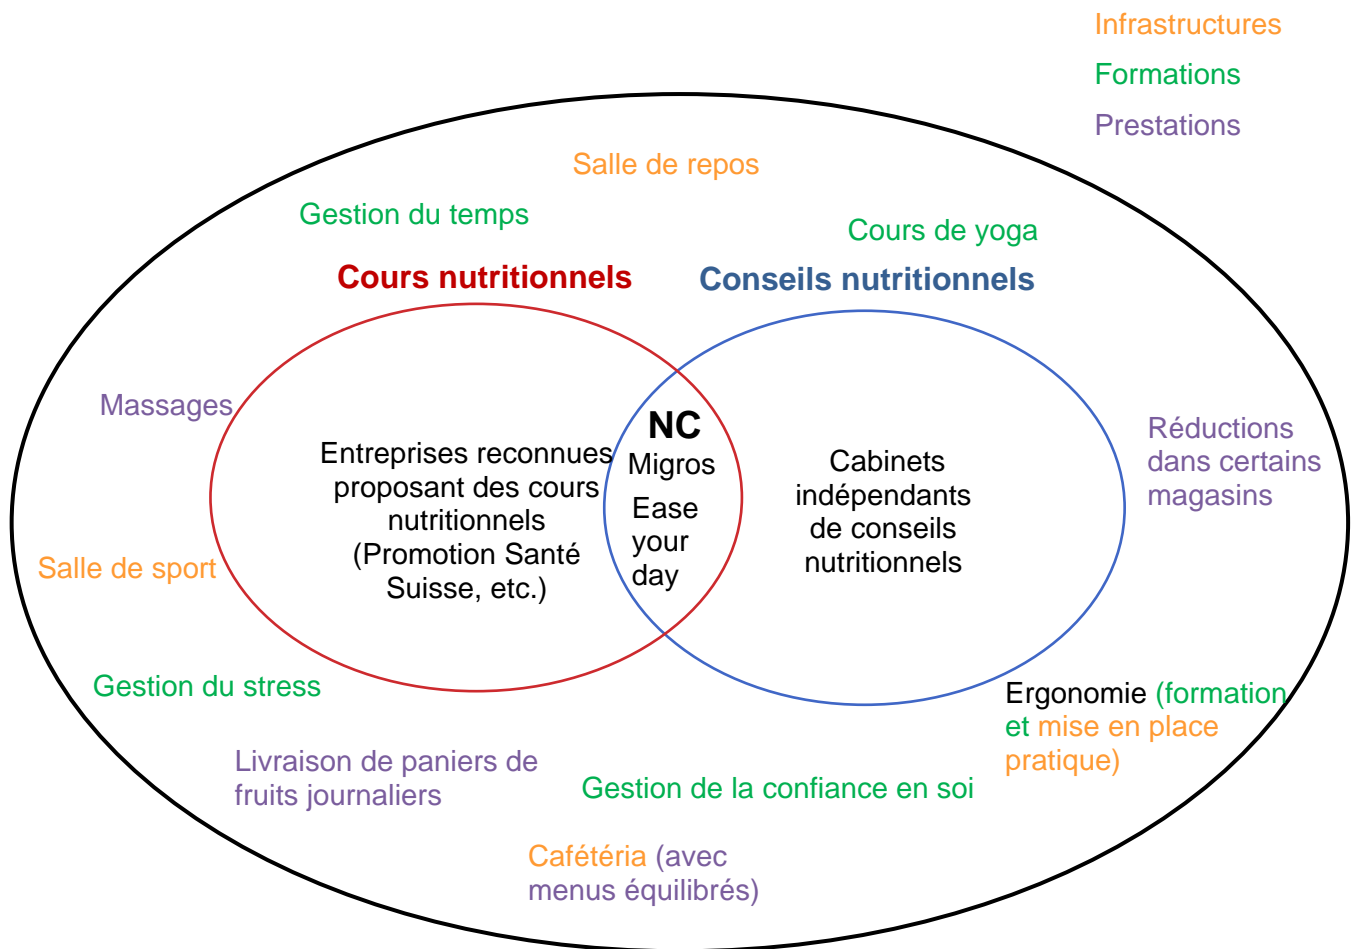 Infrastructures
Formations
Prestations
Salle de repos
Gestion du temps
Cours de yoga
Cours nutritionnels
Conseils nutritionnels
Massages
Entreprises reconnues
proposant des cours
nutritionnels
(Promotion Santé
Suisse, etc.)
NC
Migros
Ease
your
day
Cabinets
indépendants
de conseils
nutritionnels
Réductions
dans certains
magasins
Salle de sport
Gestion du stress
Ergonomie (formation
et mise en place
pratique)
Livraison de paniers de
fruits journaliers
Gestion de la confiance en soi
Cafétéria (avec
menus équilibrés)